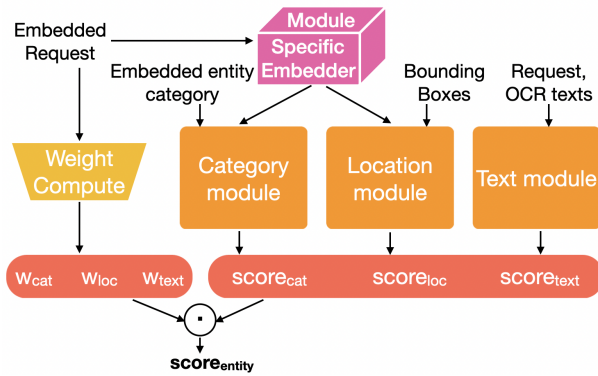 Embedded
Request
Module
Specific
Embedder
Embedded entity
category
Bounding
Boxes
Request,
OCR texts
Weight
Compute
Category
module
Location
module
Text module
wcat wloc wtext
scorecat scoreloc scoretext
scoreentity